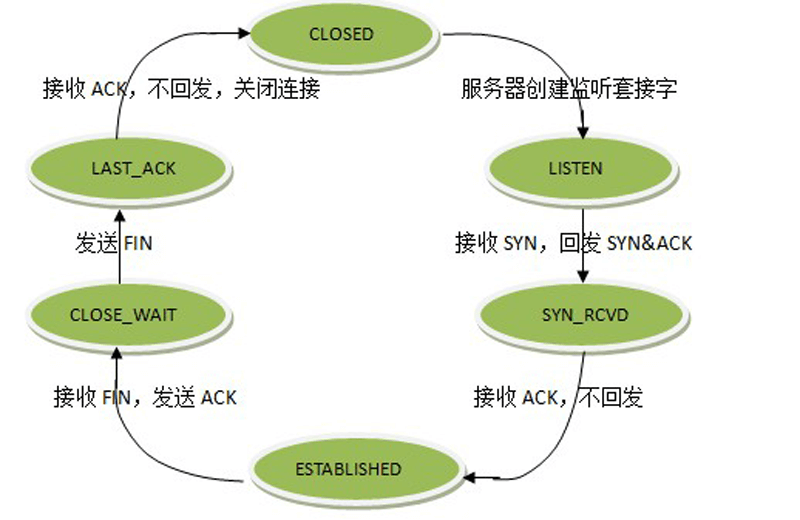 CLOSED
接收 ACK，不回发，关闭连接
服务器创建监听套接字
LAST_ACK
LISTEN
发送 FIN
接收 SYN，回发 SYN&ACK
CLOSE_WAIT
SYN_RCVD
接收 FIN，发送 ACK
接收 ACK，不回发
ESTABLISHED